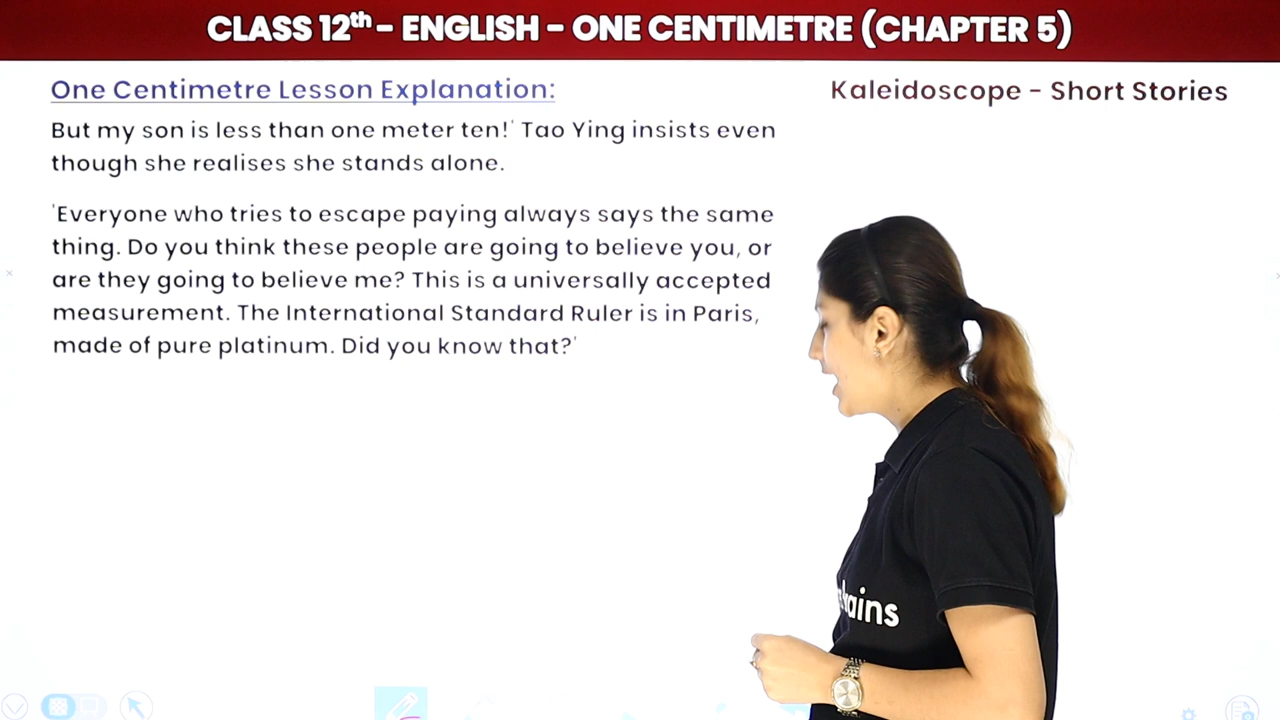 CLASS 12th - ENGLISH - ONE CENTIMETRE (CHAPTER 5)
One Centimetre Lesson Explanation:
Kaleidoscope - Short Stories
But my son is less than one meter ten!' Tao Ying insists even
though she realises she stands alone.
'Everyone who tries to escape paying always says the same
thing. Do you think these people are going to believe you, or
are they going to believe me? This is a universally accepted
measurement. The International Standard Ruler is in Paris,
made of pure platinum. Did you know that?'